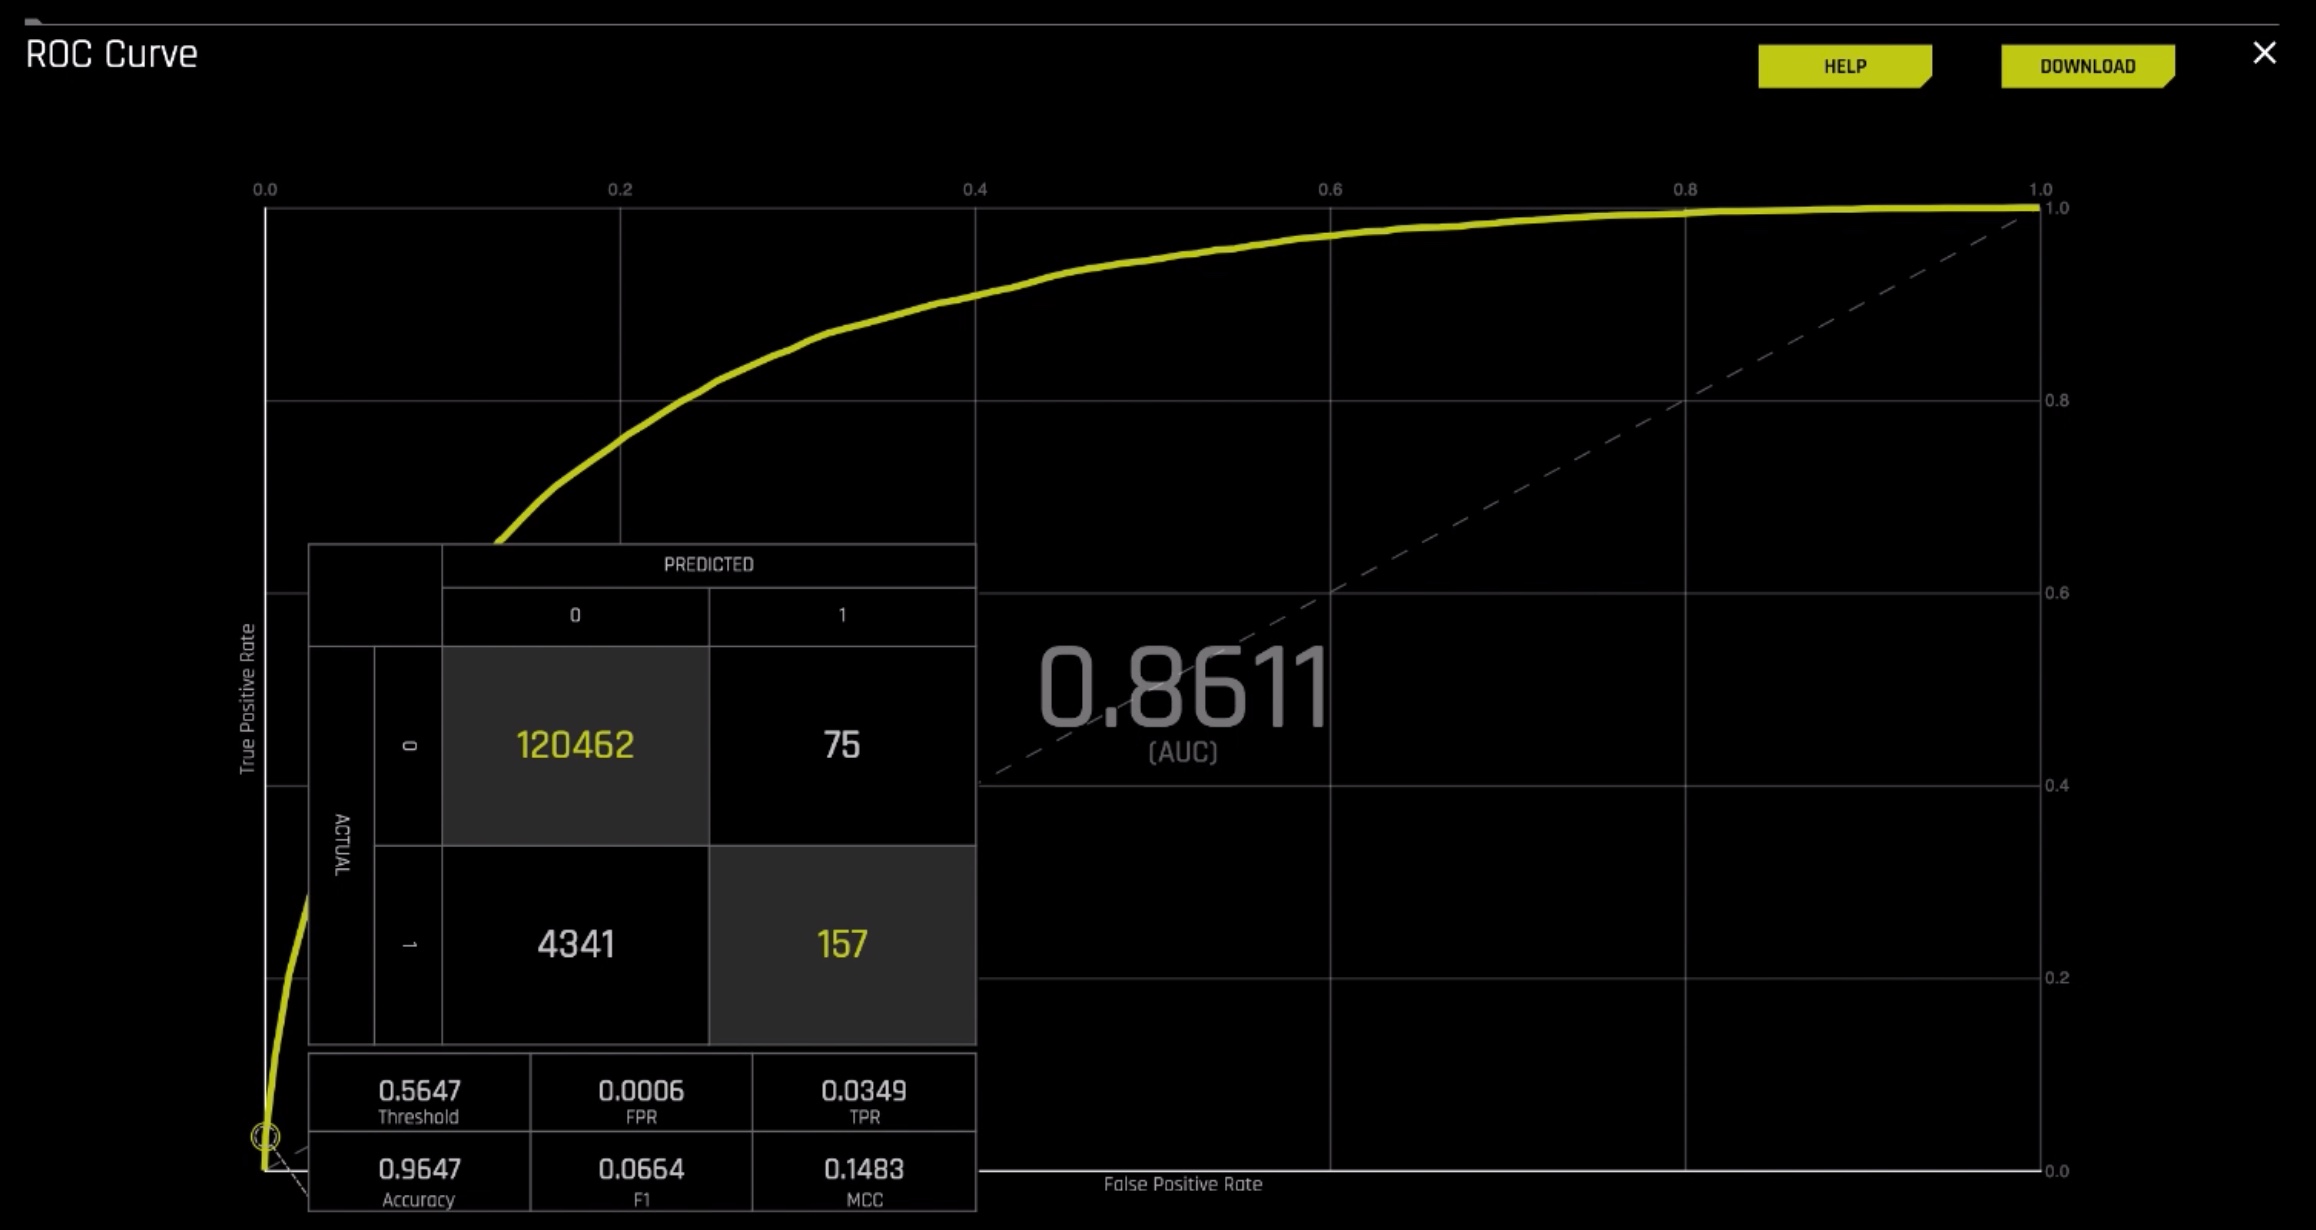 ROC Curve
HELP
DOWNLOAD
0.0
0.2
0.4
0.6
0.8
1.0
1.0
0.8
0.6
0.4
0.2
0.0
True Positive Rate
False Positive Rate
0.8611
(AUC)
PREDICTED
0
1
ACTUAL
0
120462
75
1
4341
157
0.5647
Threshold
0.0006
FPR
0.0349
TPR
0.9647
Accuracy
0.0664
F1
0.1483
MCC